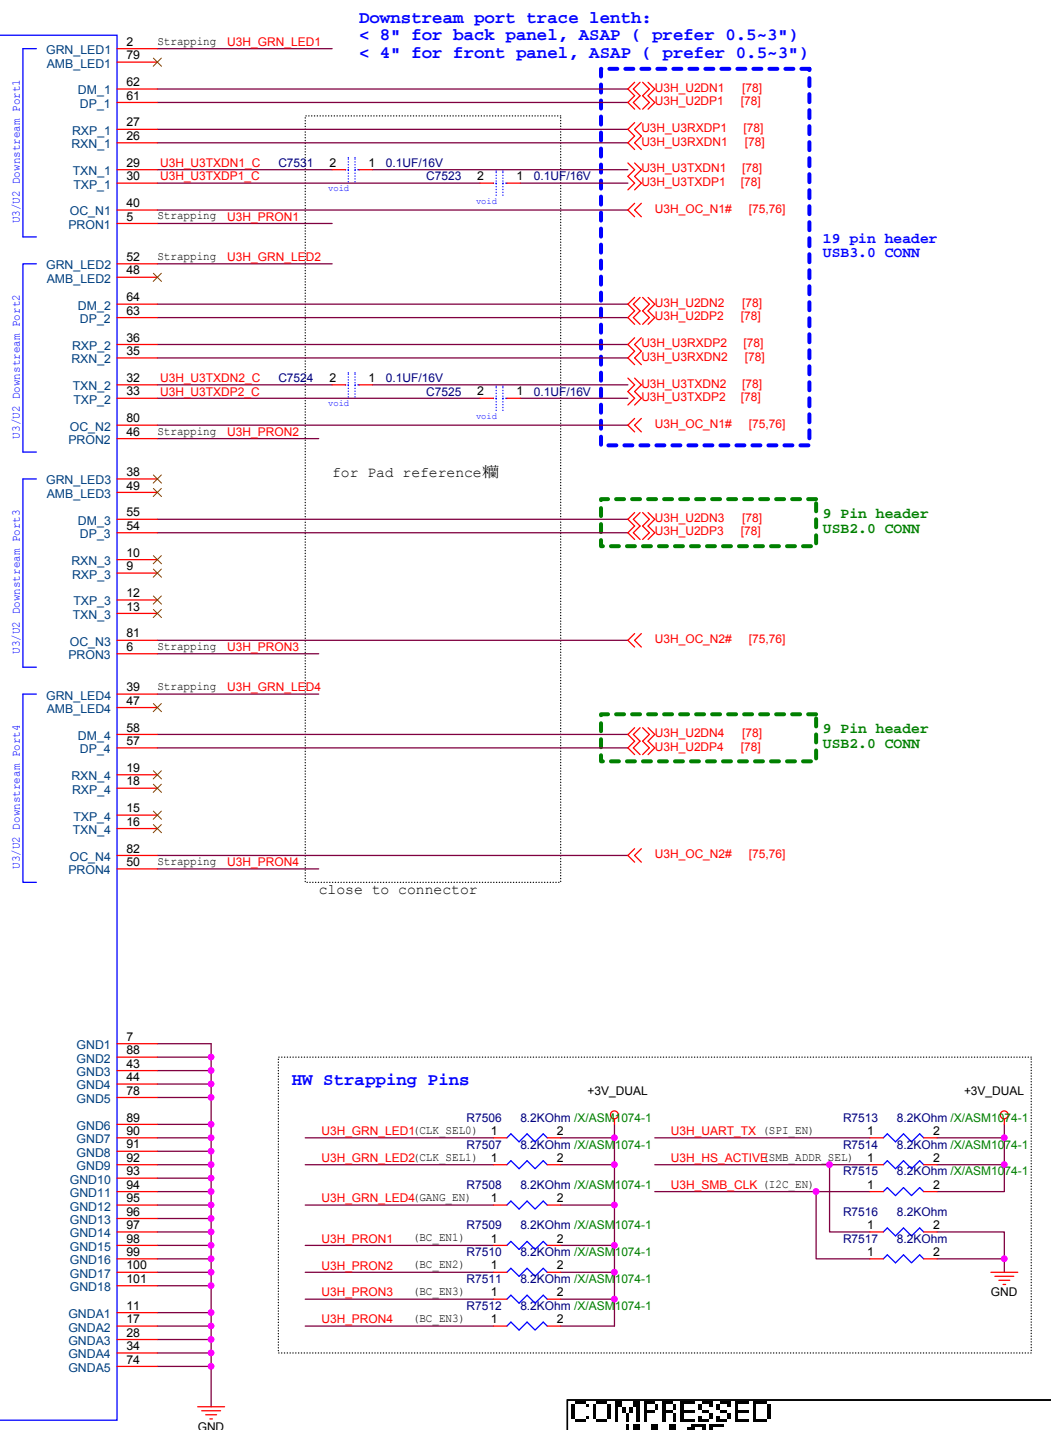 Downstream port trace lenth:
< 8" for back panel, ASAP ( prefer 0.5~3")
< 4" for front panel, ASAP ( prefer 0.5~3")
U3/U2 Downstream Port1
GRN_LED1 2 Strapping U3H_GRN_LED1
AMB_LED1 79
DM_1 62 U3H_U2DN1 [78]
DP_1 61 U3H_U2DP1 [78]
RXP_1 27 U3H_U3RXDP1 [78]
RXN_1 26 U3H_U3RXDN1 [78]
TXN_1 29 U3H_U3TXDN1_C C7531 2 1 0.1UF/16V U3H_U3TXDN1 [78]
TXP_1 30 U3H_U3TXDP1_C C7523 2 1 0.1UF/16V U3H_U3TXDP1 [78]
void
void
OC_N1 40 U3H_OC_N1# [75,76]
PRON1 5 Strapping U3H_PRON1
19 pin header
USB3.0 CONN
U3/U2 Downstream Port2
GRN_LED2 52 Strapping U3H_GRN_LED2
AMB_LED2 48
DM_2 64 U3H_U2DN2 [78]
DP_2 63 U3H_U2DP2 [78]
RXP_2 36 U3H_U3RXDP2 [78]
RXN_2 35 U3H_U3RXDN2 [78]
TXN_2 32 U3H_U3TXDN2_C C7524 2 1 0.1UF/16V U3H_U3TXDN2 [78]
TXP_2 33 U3H_U3TXDP2_C C7525 2 1 0.1UF/16V U3H_U3TXDP2 [78]
void
void
OC_N2 80 U3H_OC_N1# [75,76]
PRON2 46 Strapping U3H_PRON2
for Pad reference
U3/U2 Downstream Port3
GRN_LED3 38
AMB_LED3 49
DM_3 55 U3H_U2DN3 [78]
DP_3 54 U3H_U2DP3 [78]
9 Pin header
USB2.0 CONN
RXN_3 10
RXP_3 9
TXP_3 12
TXN_3 13
OC_N3 81 U3H_OC_N2# [75,76]
PRON3 6 Strapping U3H_PRON3
U3/U2 Downstream Port4
GRN_LED4 39 Strapping U3H_GRN_LED4
AMB_LED4 47
DM_4 58 U3H_U2DN4 [78]
DP_4 57 U3H_U2DP4 [78]
9 Pin header
USB2.0 CONN
RXN_4 19
RXP_4 18
TXP_4 15
TXN_4 16
OC_N4 82 U3H_OC_N2# [75,76]
PRON4 50 Strapping U3H_PRON4
close to connector
GND1 7
GND2 88
GND3 43
GND4 44
GND5 78
GND6 89
GND7 90
GND8 91
GND9 92
GND10 93
GND11 94
GND12 95
GND13 96
GND14 97
GND15 98
GND16 99
GND17 100
GND18 101
GNDA1 11
GNDA2 17
GNDA3 28
GNDA4 34
GNDA5 74
GND
HW Strapping Pins
+3V_DUAL
R7506 8.2KOhm /X/ASM1074-1
U3H_GRN_LED1 (CLK_SEL0) 1 2
R7507 8.2KOhm /X/ASM1074-1
U3H_GRN_LED2 (CLK_SEL1) 1 2
R7508 8.2KOhm /X/ASM1074-1
U3H_GRN_LED4 (GANG_EN) 1 2
R7509 8.2KOhm /X/ASM1074-1
U3H_PRON1 (BC_EN1) 1 2
R7510 8.2KOhm /X/ASM1074-1
U3H_PRON2 (BC_EN2) 1 2
R7511 8.2KOhm /X/ASM1074-1
U3H_PRON3 (BC_EN3) 1 2
R7512 8.2KOhm /X/ASM1074-1
U3H_PRON4 (BC_EN3) 1 2
+3V_DUAL
R7513 8.2KOhm /X/ASM1074-1
U3H_UART_TX (SPI_EN) 1 2
R7514 8.2KOhm /X/ASM1074-1
U3H_HS_ACTIVE (SMB_ADDR_SEL) 1 2
R7515 8.2KOhm /X/ASM1074-1
U3H_SMB_CLK (I2C_EN) 1 2
R7516 8.2KOhm
1 2
R7517 8.2KOhm
1 2
GND
COMPRESSED